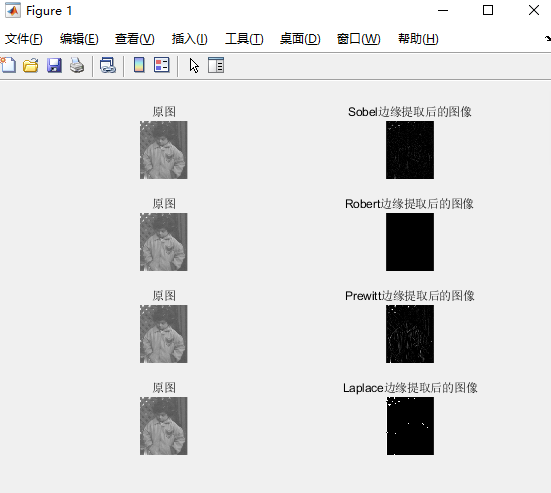 Figure 1
文件(F) 编辑(E) 查看(V) 插入(I) 工具(T) 桌面(D) 窗口(W) 帮助(H)
原图 Sobel边缘提取后的图像
原图 Robert边缘提取后的图像
原图 Prewitt边缘提取后的图像
原图 Laplace边缘提取后的图像